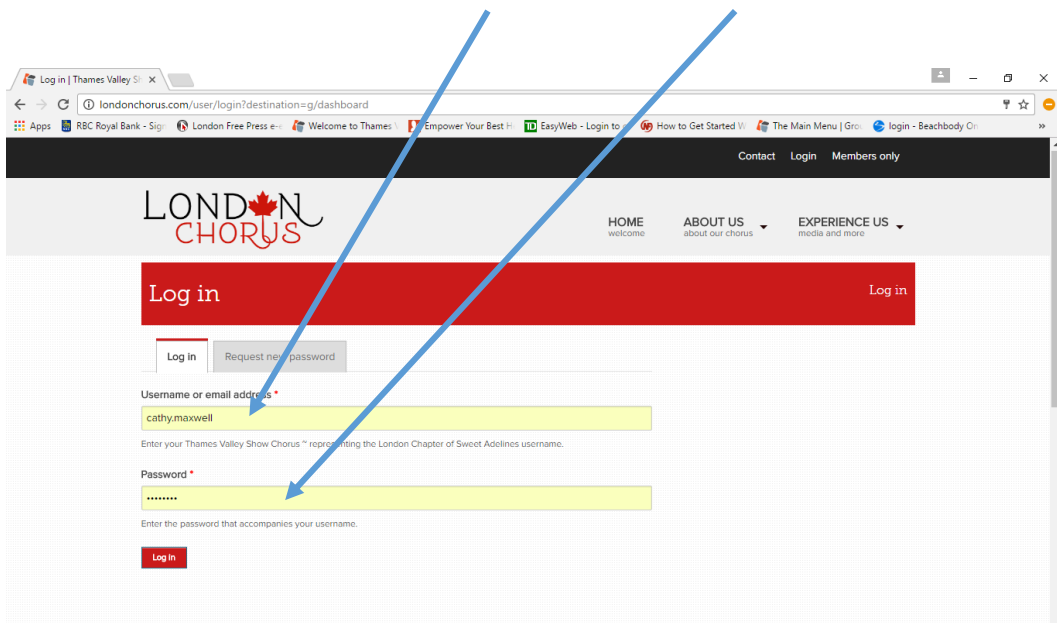 Log in | Thames Valley S
londonchorus.com/user/login?destination=g/dashboard
Apps RBC Royal Bank - Sig London Free Press e- Welcome to Thames Empower Your Best H EasyWeb - Login to How to Get Started W The Main Menu | Gro login - Beachbody On »
Contact Login Members only
LONDON
CHORUS
HOME ABOUT US EXPERIENCE US
welcome about our chorus media and more
Log in Log in
Log in Request new password
Username or email address *
cathy.maxwell
Enter your Thames Valley Show Chorus ~ representing the London Chapter of Sweet Adelines username.
Password *
••••••••
Enter the password that accompanies your username.
Log in